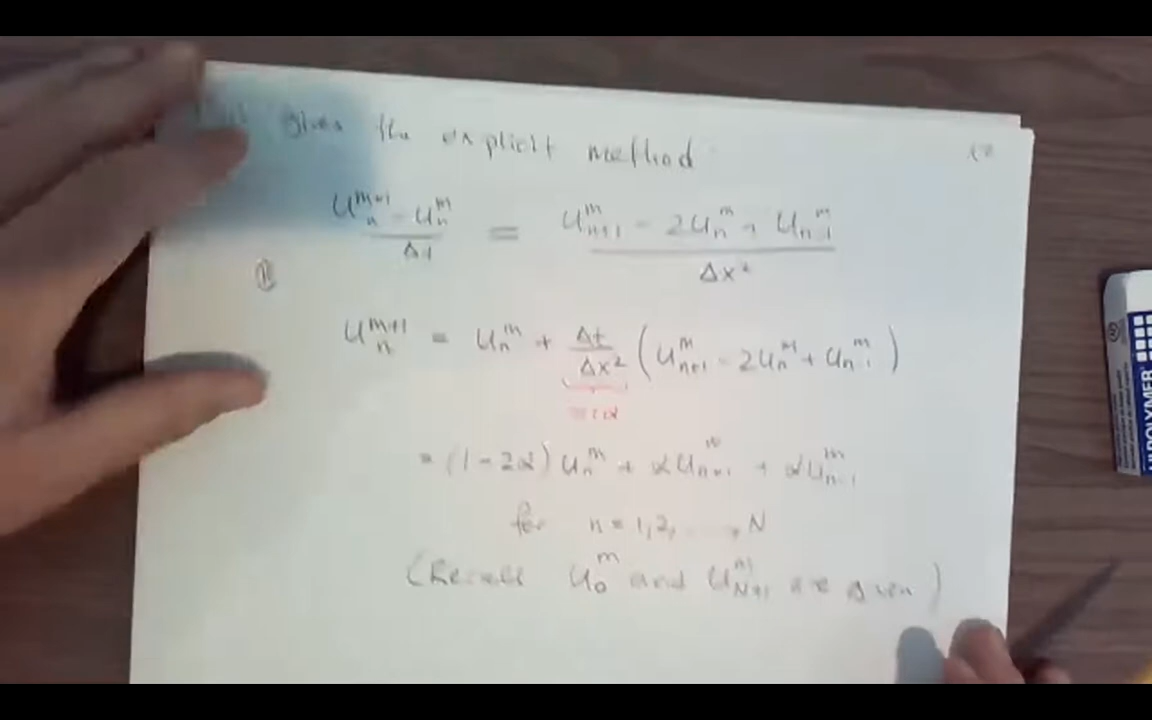 gives the explicit method
(U_n^{m+1} - U_n^m) / Δt = (U_{n+1}^m - 2U_n^m + U_{n-1}^m) / Δx²
①
U_n^{m+1} = U_n^m + Δt/Δx² (U_{n+1}^m - 2U_n^m + U_{n-1}^m)
=: α
= (1 - 2α) U_n^m + αU_{n+1}^m + αU_{n-1}^m
for n = 1, 2, ......, N
(Recall U_0^m and U_{N+1}^m are given)